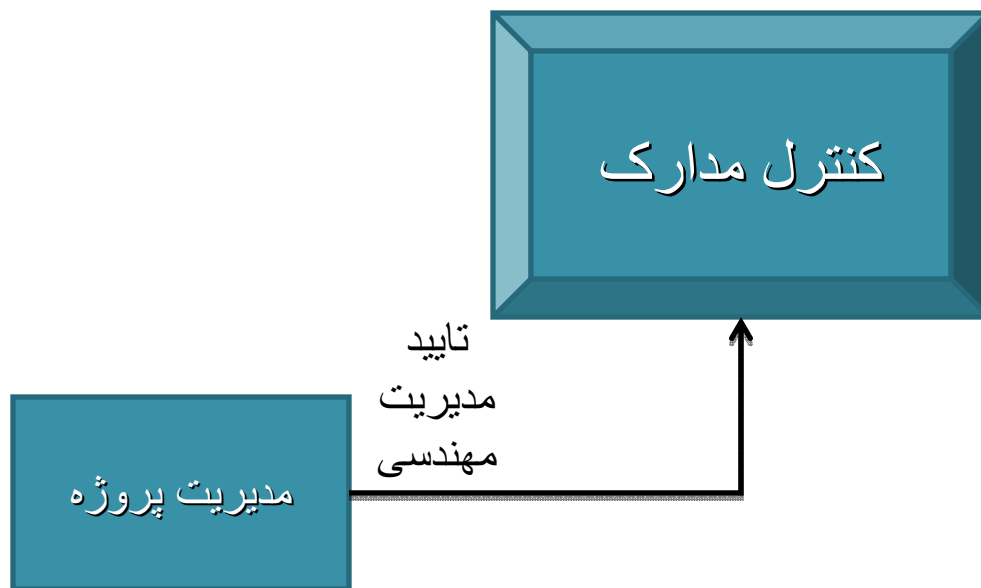 کنترل مدارک
تایید
مدیریت
مهندسی
مدیریت پروژه